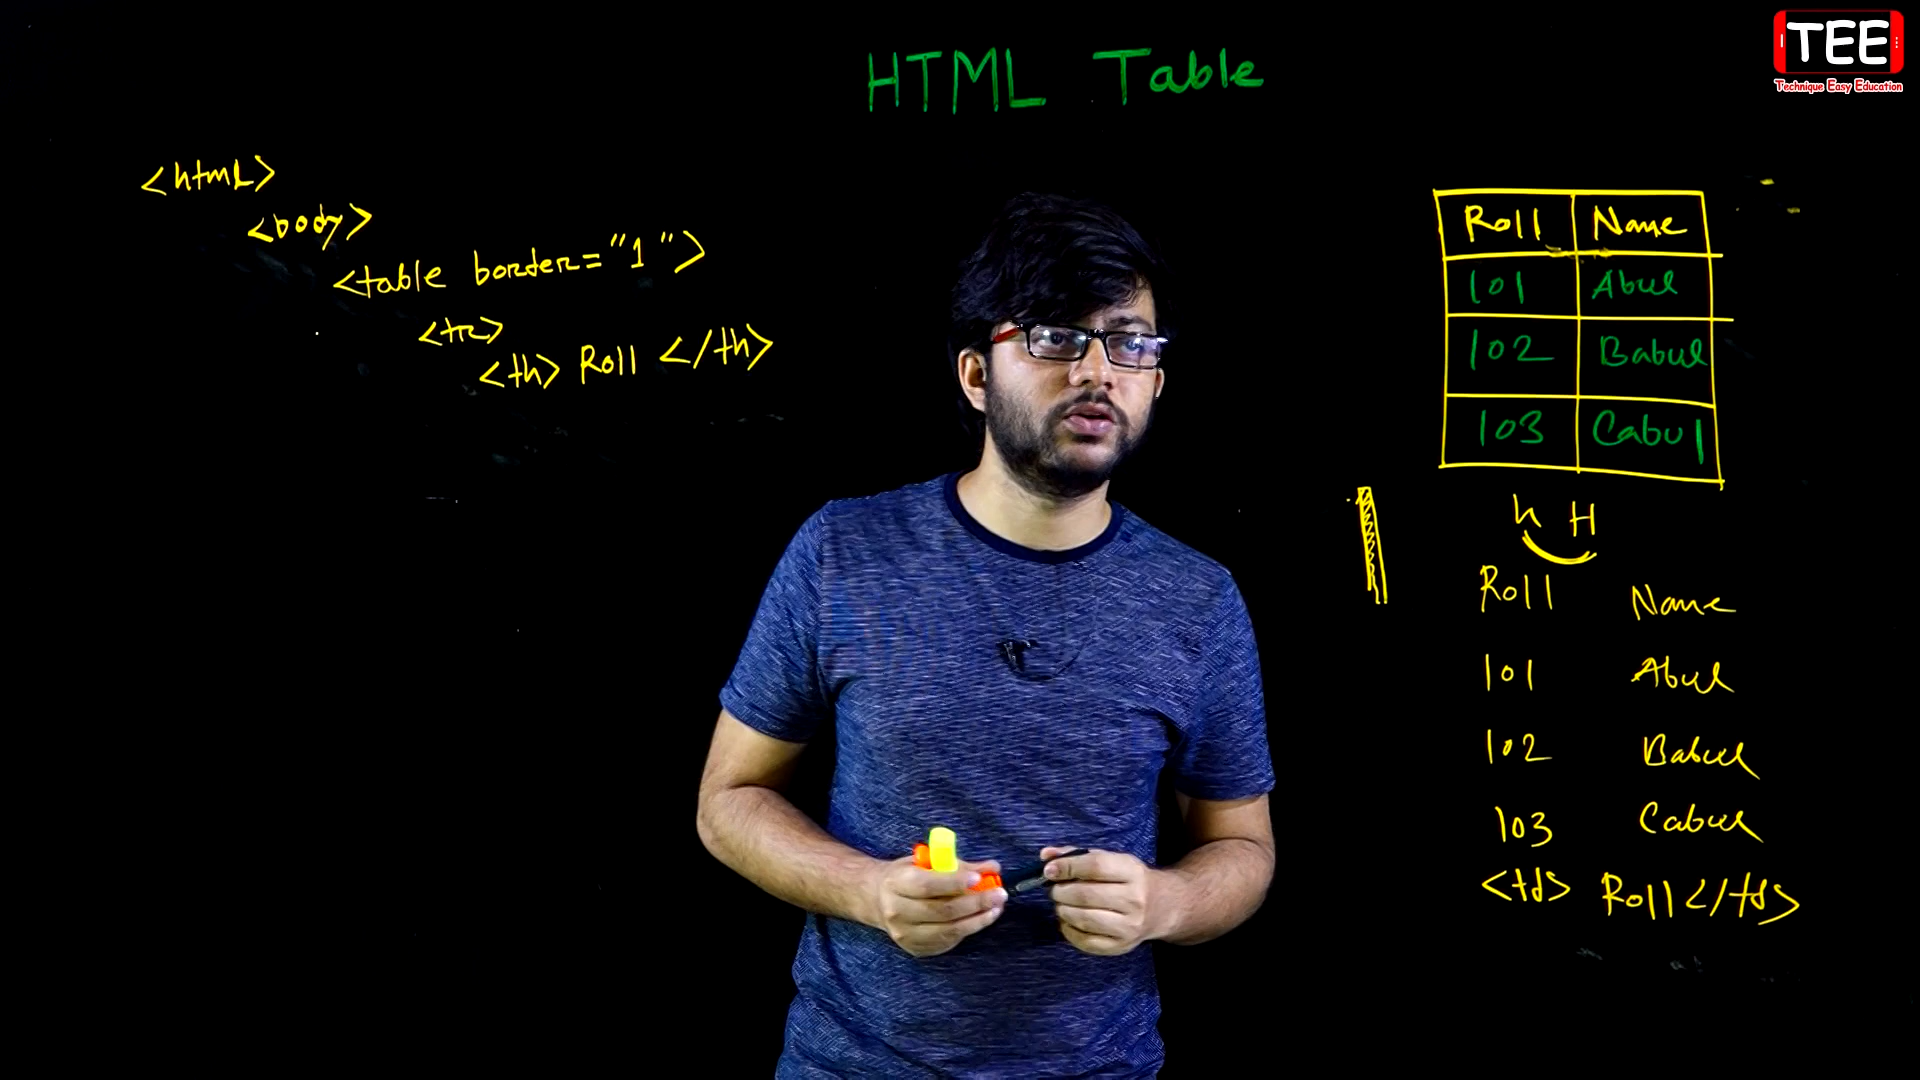 HTML Table
TEE
Technique Easy Education
<html>
<body>
<table border="1">
<tr>
<th> Roll </th>
Roll Name
101 Abul
102 Babul
103 Cabul
h H
Roll Name
101 Abul
102 Babul
103 Cabul
<td> Roll </td>